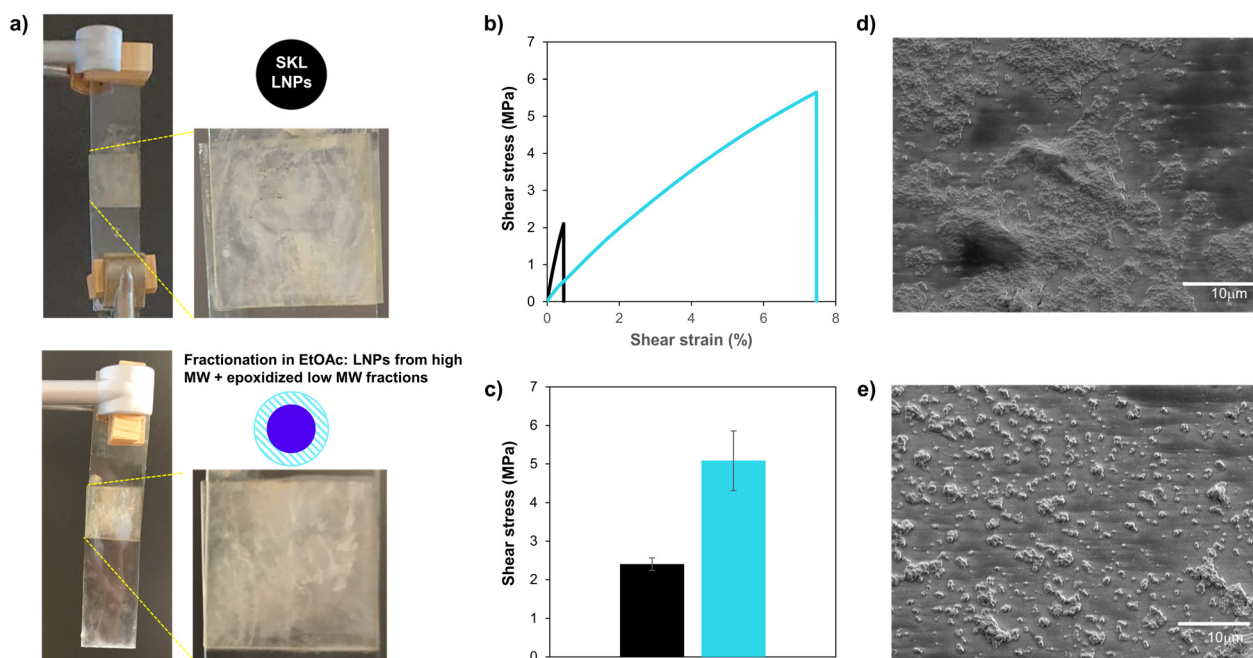 a)
SKL
LNPs
Fractionation in EtOAc: LNPs from high
MW + epoxidized low MW fractions
b)
Shear stress (MPa)
7
6
5
4
3
2
1
0
0 2 4 6 8
Shear strain (%)
c)
Shear stress (MPa)
7
6
5
4
3
2
1
0
d)
10μm
e)
10μm